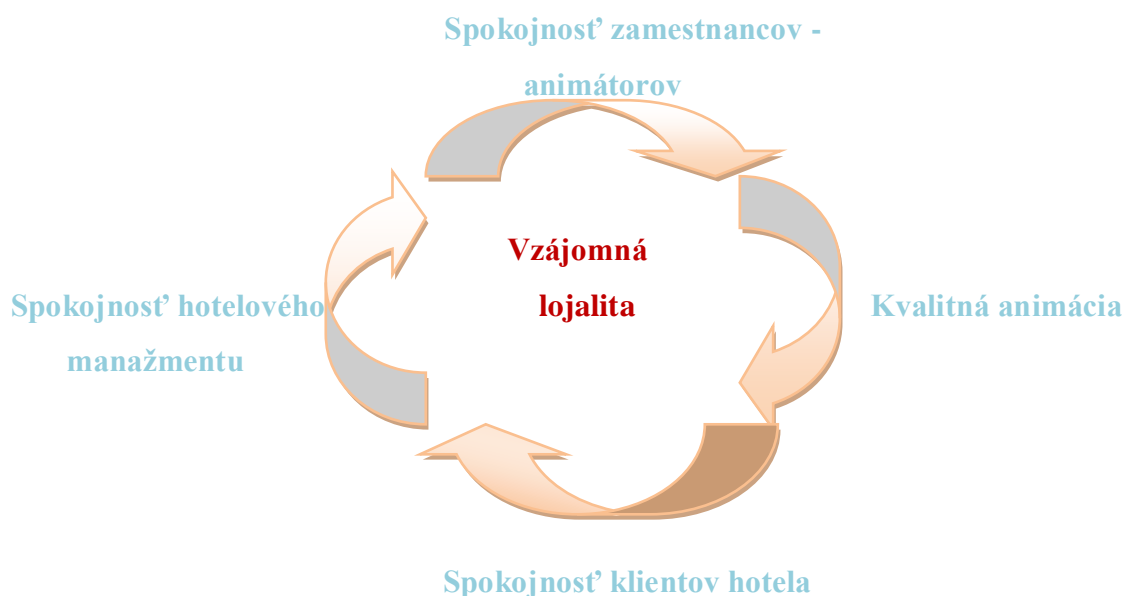 Spokojnosť zamestnancov -
animátorov
Vzájomná
lojalita
Spokojnosť hotelového
manažmentu
Kvalitná animácia
Spokojnosť klientov hotela